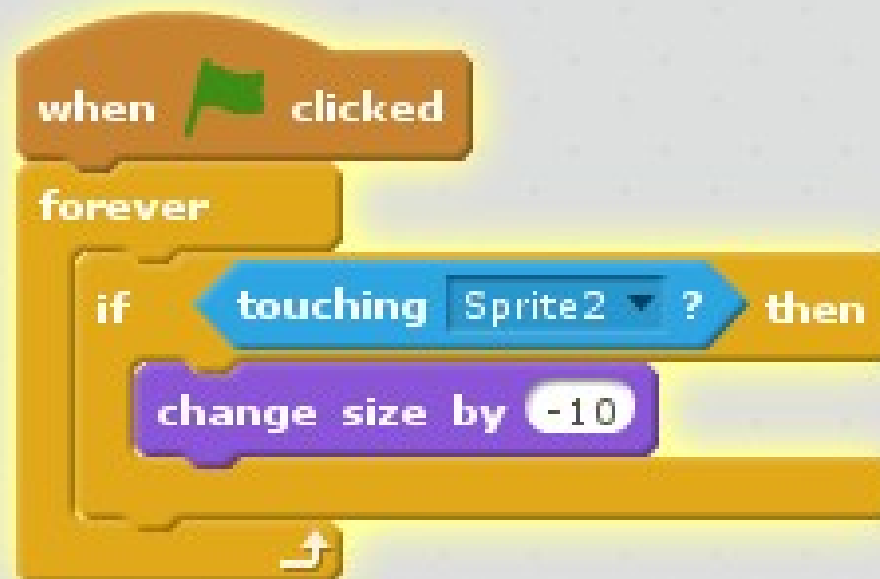 when clicked
forever
if touching Sprite2 ? then
change size by -10